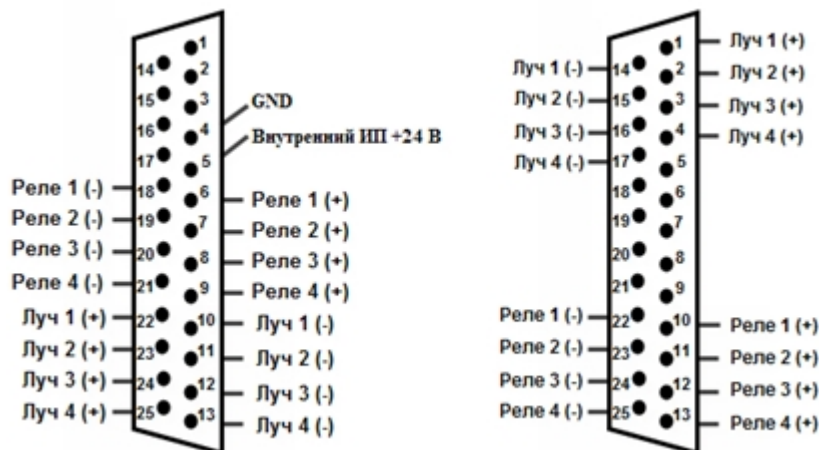 1
14
2
15
3
GND
16
4
Внутренний ИП +24 В
17
5
Реле 1 (-)
18
6
Реле 1 (+)
Реле 2 (-)
19
7
Реле 2 (+)
Реле 3 (-)
20
8
Реле 3 (+)
Реле 4 (-)
21
9
Реле 4 (+)
Луч 1 (+)
22
10
Луч 1 (-)
Луч 2 (+)
23
11
Луч 2 (-)
Луч 3 (+)
24
12
Луч 3 (-)
Луч 4 (+)
25
13
Луч 4 (-)
1
Луч 1 (+)
Луч 1 (-)
14
2
Луч 2 (+)
Луч 2 (-)
15
3
Луч 3 (+)
Луч 3 (-)
16
4
Луч 4 (+)
Луч 4 (-)
17
5
18
6
19
7
20
8
21
9
Реле 1 (-)
22
10
Реле 1 (+)
Реле 2 (-)
23
11
Реле 2 (+)
Реле 3 (-)
24
12
Реле 3 (+)
Реле 4 (-)
25
13
Реле 4 (+)